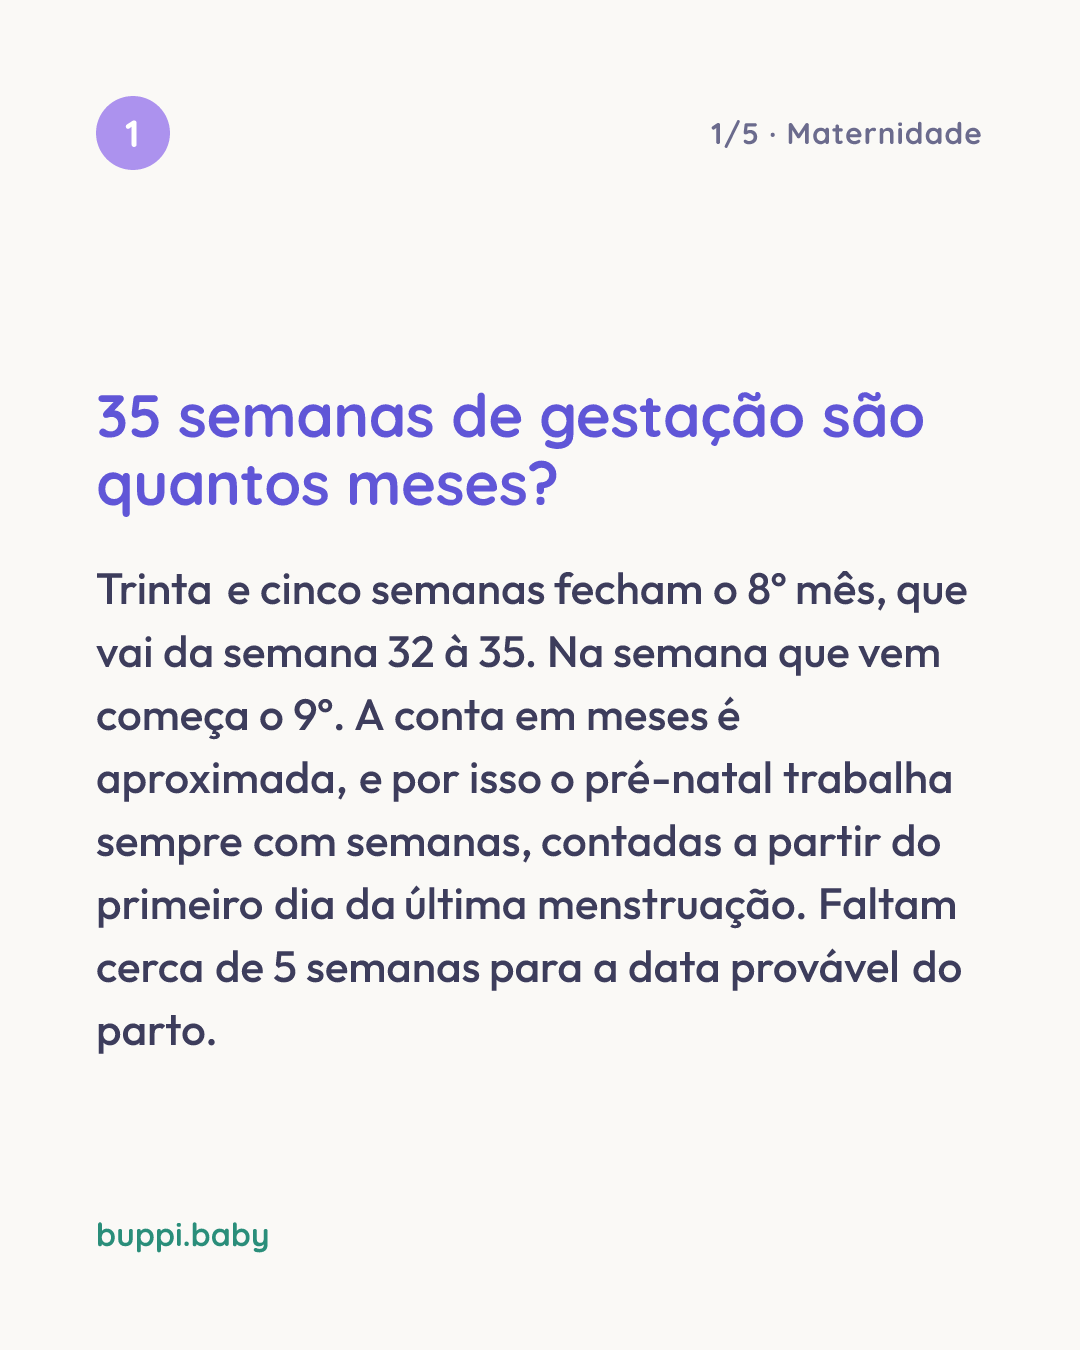 1
1/5 · Maternidade
35 semanas de gestação são
quantos meses?
Trinta e cinco semanas fecham o 8º mês, que
vai da semana 32 à 35. Na semana que vem
começa o 9º. A conta em meses é
aproximada, e por isso o pré-natal trabalha
sempre com semanas, contadas a partir do
primeiro dia da última menstruação. Faltam
cerca de 5 semanas para a data provável do
parto.
buppi.baby